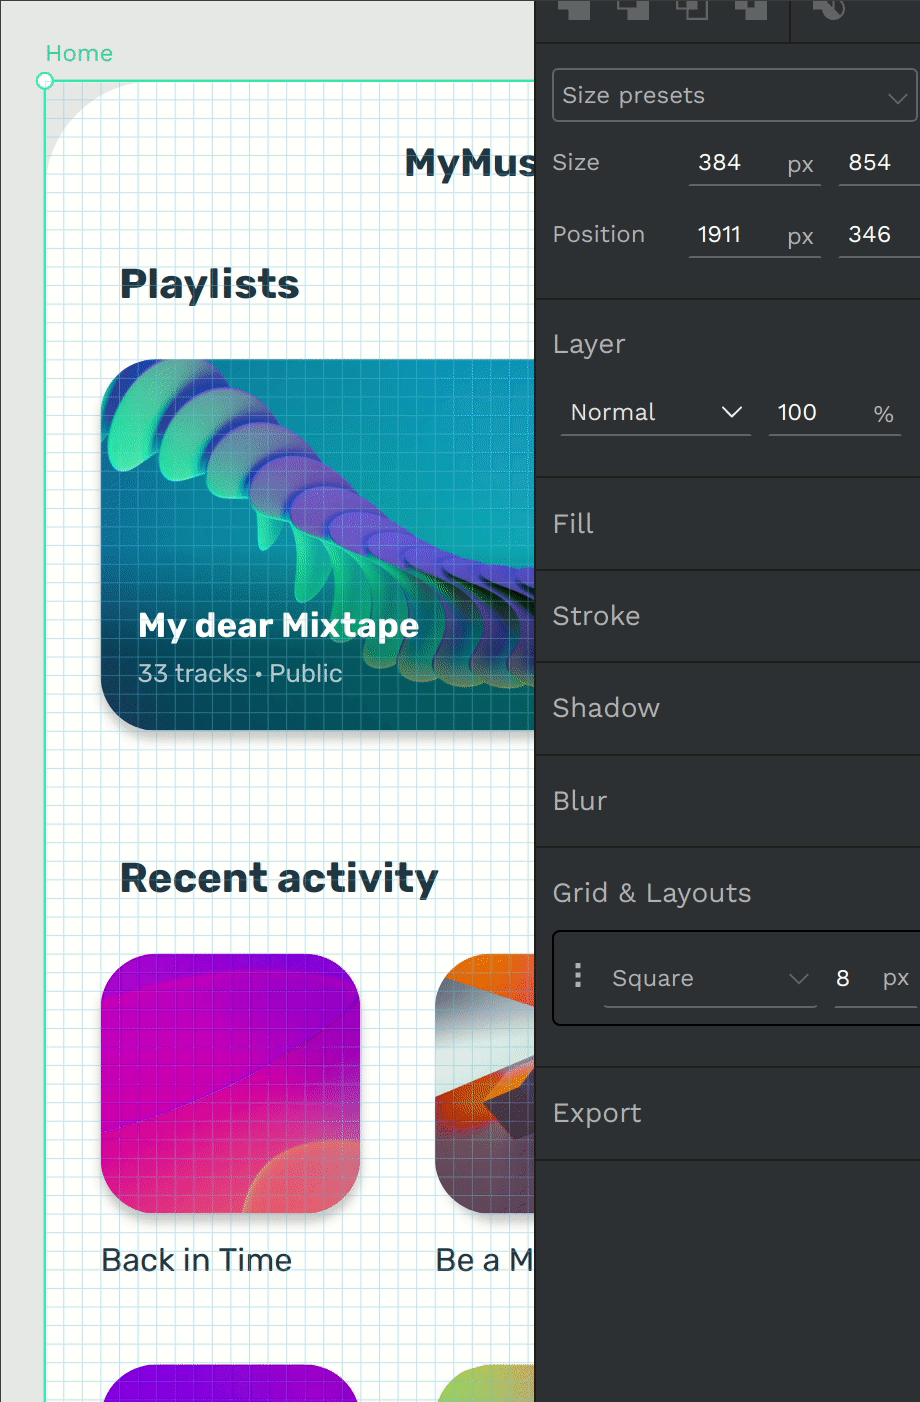 Home
MyMus
Playlists
My dear Mixtape
33 tracks • Public
Recent activity
Back in Time
Be a M
Size presets
Size 384 px 854
Position 1911 px 346
Layer
Normal 100 %
Fill
Stroke
Shadow
Blur
Grid & Layouts
Square 8 px
Export